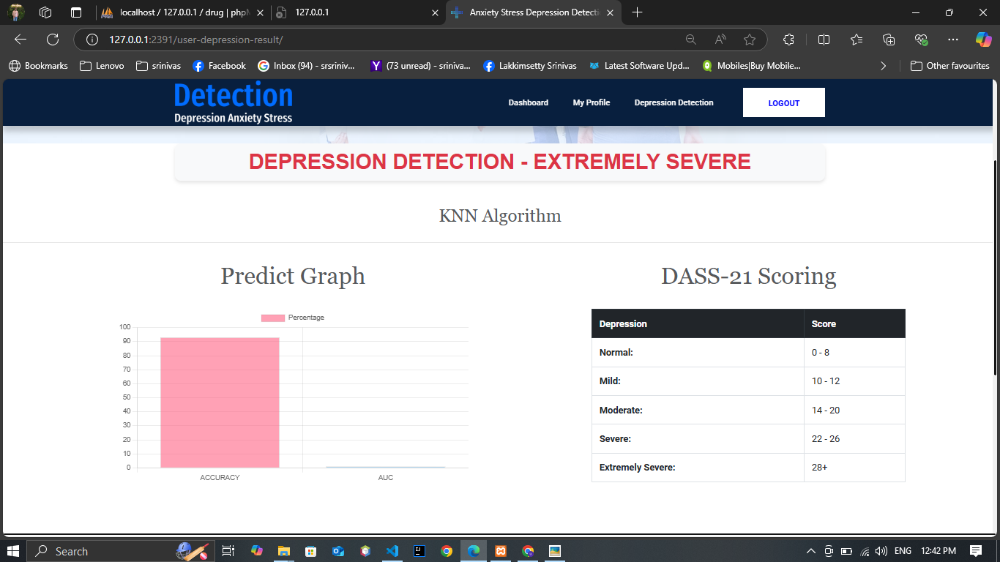 localhost / 127.0.0.1 / drug | phpM
127.0.0.1
Anxiety Stress Depression Detecti
127.0.0.1:2391/user-depression-result/
Bookmarks Lenovo srinivas Facebook Inbox (94) - srsriniv... (73 unread) - sriniva... Lakkimsetty Srinivas Latest Software Upd... Mobiles|Buy Mobile... Other favourites
Detection
Depression Anxiety Stress
Dashboard My Profile Depression Detection LOGOUT
DEPRESSION DETECTION - EXTREMELY SEVERE
KNN Algorithm
Predict Graph
Percentage
100
90
80
70
60
50
40
30
20
10
0
ACCURACY AUC
DASS-21 Scoring
Depression Score
Normal: 0 - 8
Mild: 10 - 12
Moderate: 14 - 20
Severe: 22 - 26
Extremely Severe: 28+
Search ENG 12:42 PM